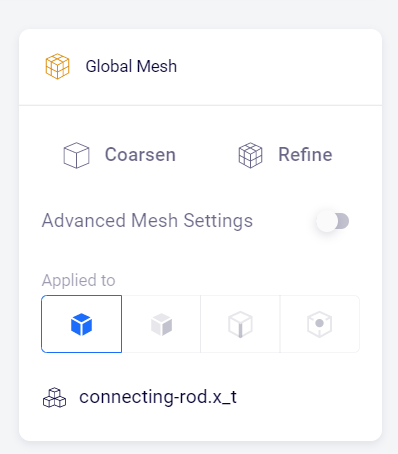 Global Mesh
Coarsen Refine
Advanced Mesh Settings
Applied to
connecting-rod.x_t